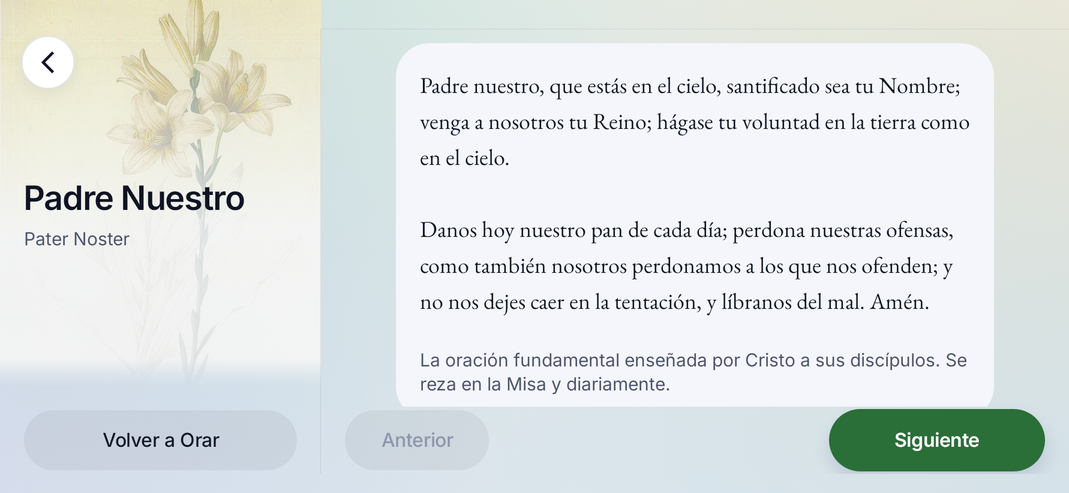 Padre Nuestro
Pater Noster
Volver a Orar
Padre nuestro, que estás en el cielo, santificado sea tu Nombre;
venga a nosotros tu Reino; hágase tu voluntad en la tierra como
en el cielo.
Danos hoy nuestro pan de cada día; perdona nuestras ofensas,
como también nosotros perdonamos a los que nos ofenden; y
no nos dejes caer en la tentación, y líbranos del mal. Amén.
La oración fundamental enseñada por Cristo a sus discípulos. Se
reza en la Misa y diariamente.
Anterior
Siguiente